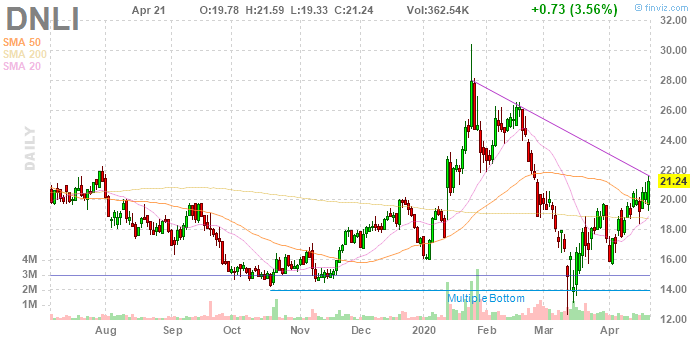 DNLI
Apr 21 O:19.78 H:21.59 L:19.33 C:21.24 Vol:362.54K +0.73 (3.56%)
© finviz.com
SMA 50
SMA 200
SMA 20
DAILY
32.00
30.00
28.00
26.00
24.00
22.00
21.24
20.00
18.00
16.00
14.00
12.00
4M
3M
2M
1M
Multiple Bottom
Aug Sep Oct Nov Dec 2020 Feb Mar Apr